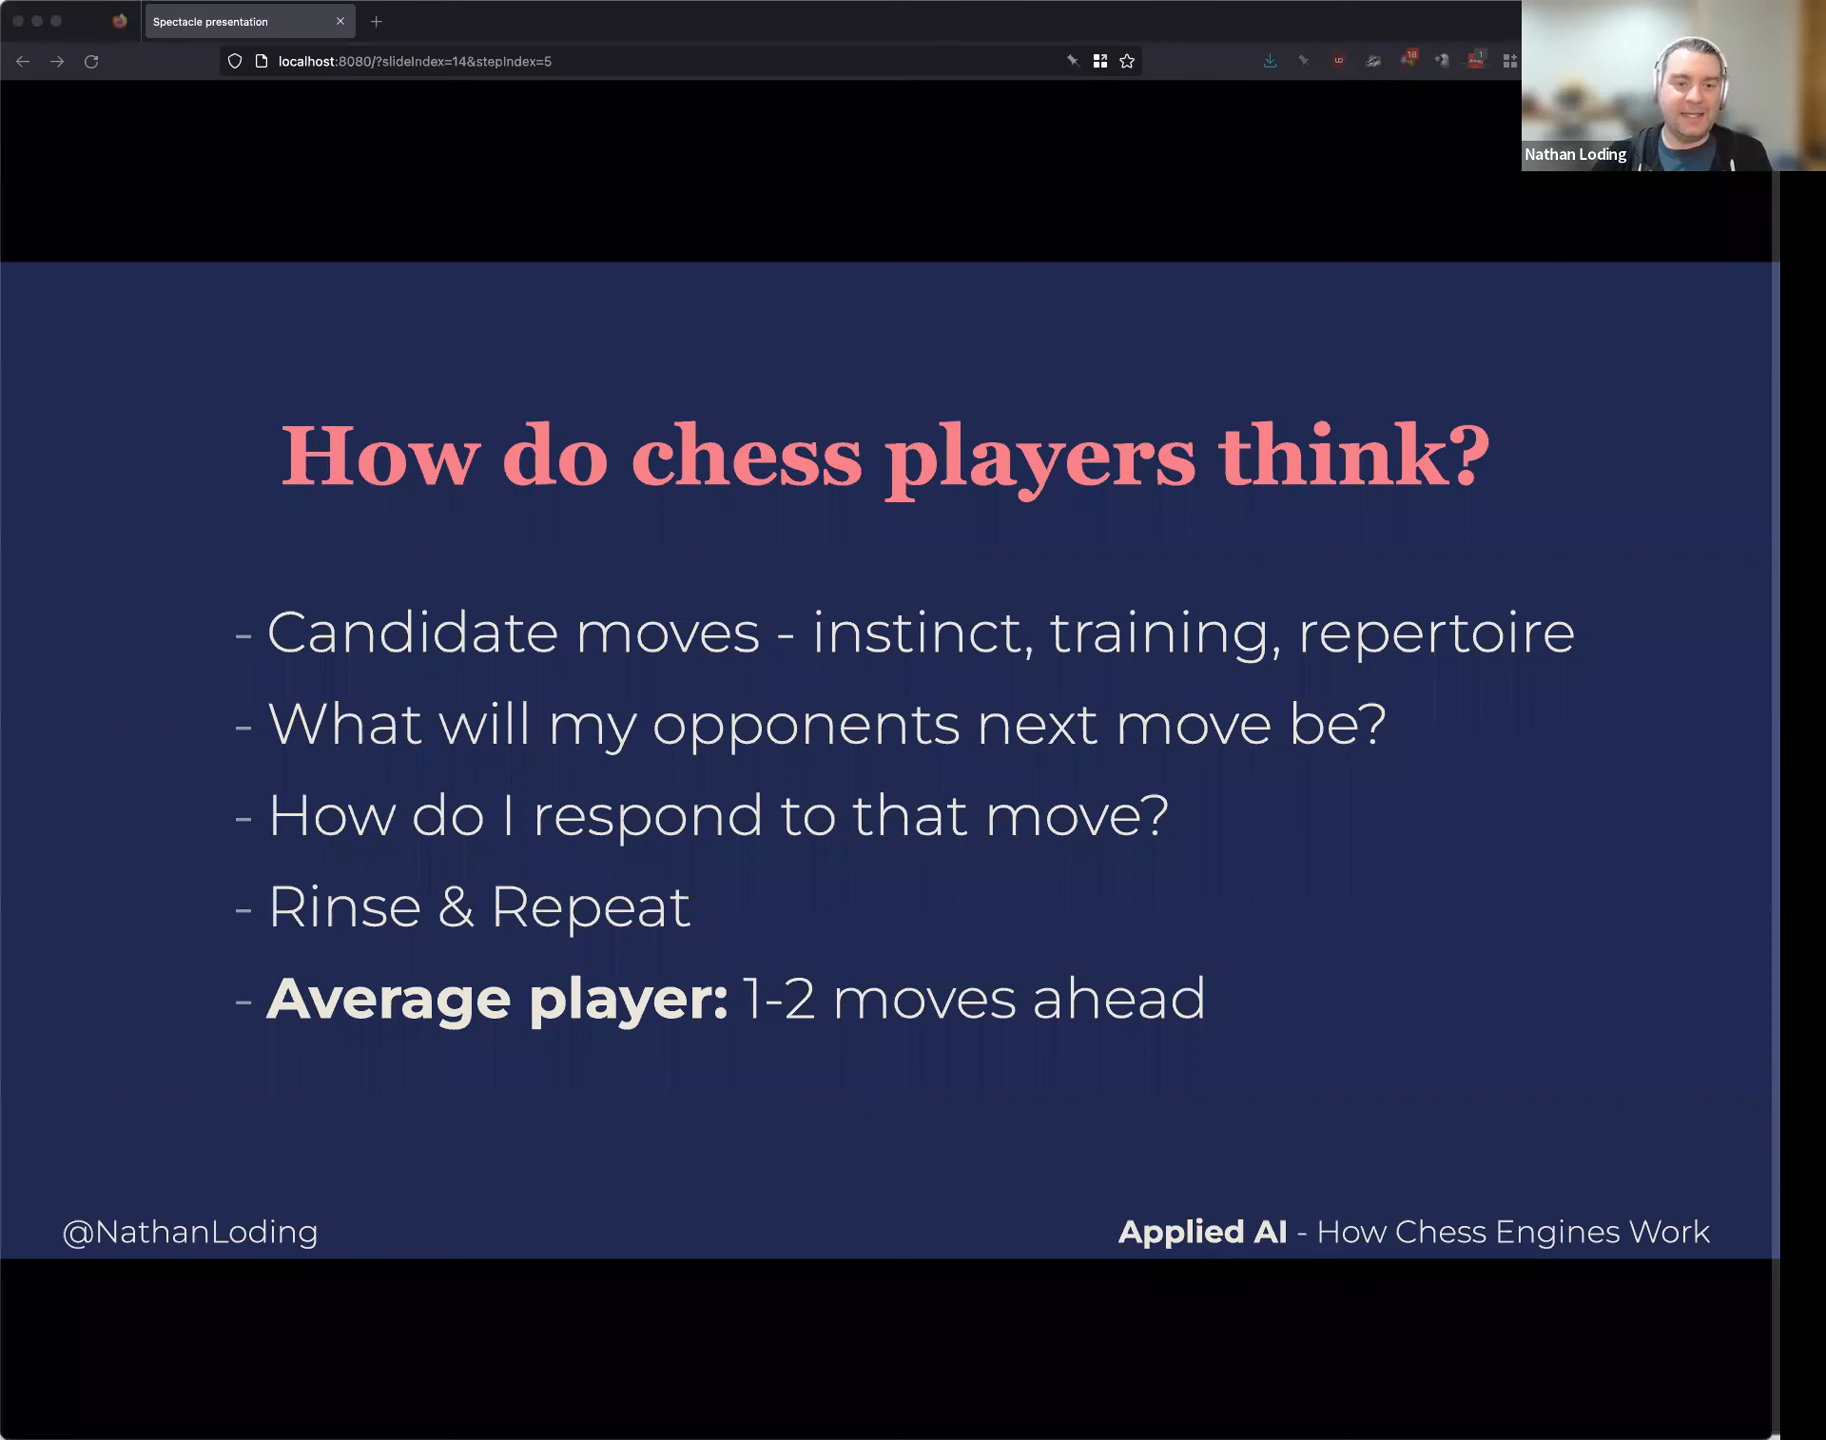 Spectacle presentation
localhost:8080/?slideIndex=14&stepIndex=5
18
1
Nathan Loding
How do chess players think?
- Candidate moves - instinct, training, repertoire
- What will my opponents next move be?
- How do I respond to that move?
- Rinse & Repeat
- Average player: 1-2 moves ahead
@NathanLoding
Applied AI - How Chess Engines Work